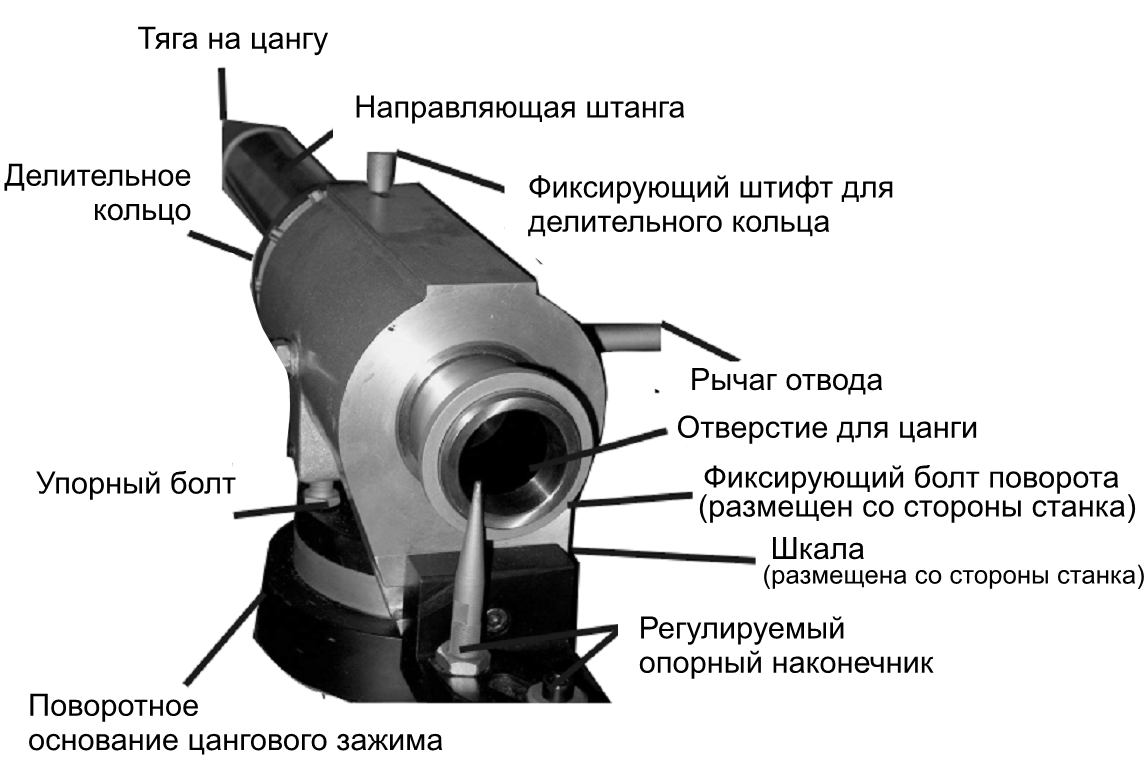 Тяга на цангу
Направляющая штанга
Делительное
кольцо
Фиксирующий штифт для
делительного кольца
Рычаг отвода
Отверстие для цанги
Упорный болт
Фиксирующий болт поворота
(размещен со стороны станка)
Шкала
(размещена со стороны станка)
Регулируемый
опорный наконечник
Поворотное
основание цангового зажима